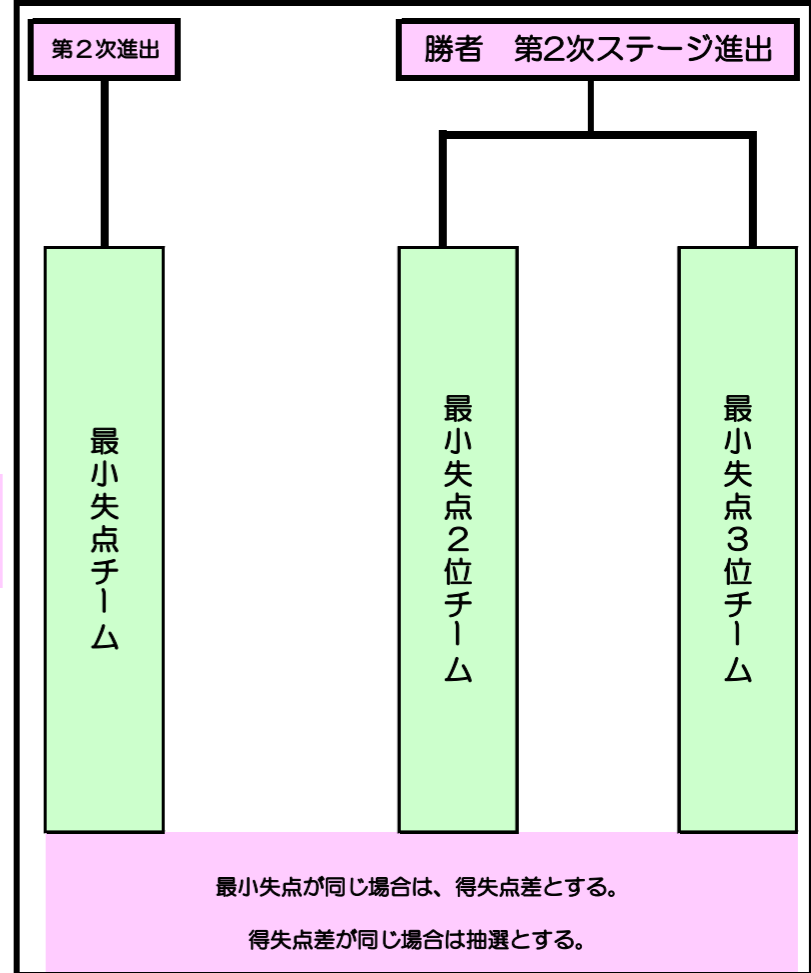 第２次進出
勝者　第2次ステージ進出
最小失点チーム
最小失点２位チーム
最小失点３位チーム
最小失点が同じ場合は、得失点差とする。
得失点差が同じ場合は抽選とする。